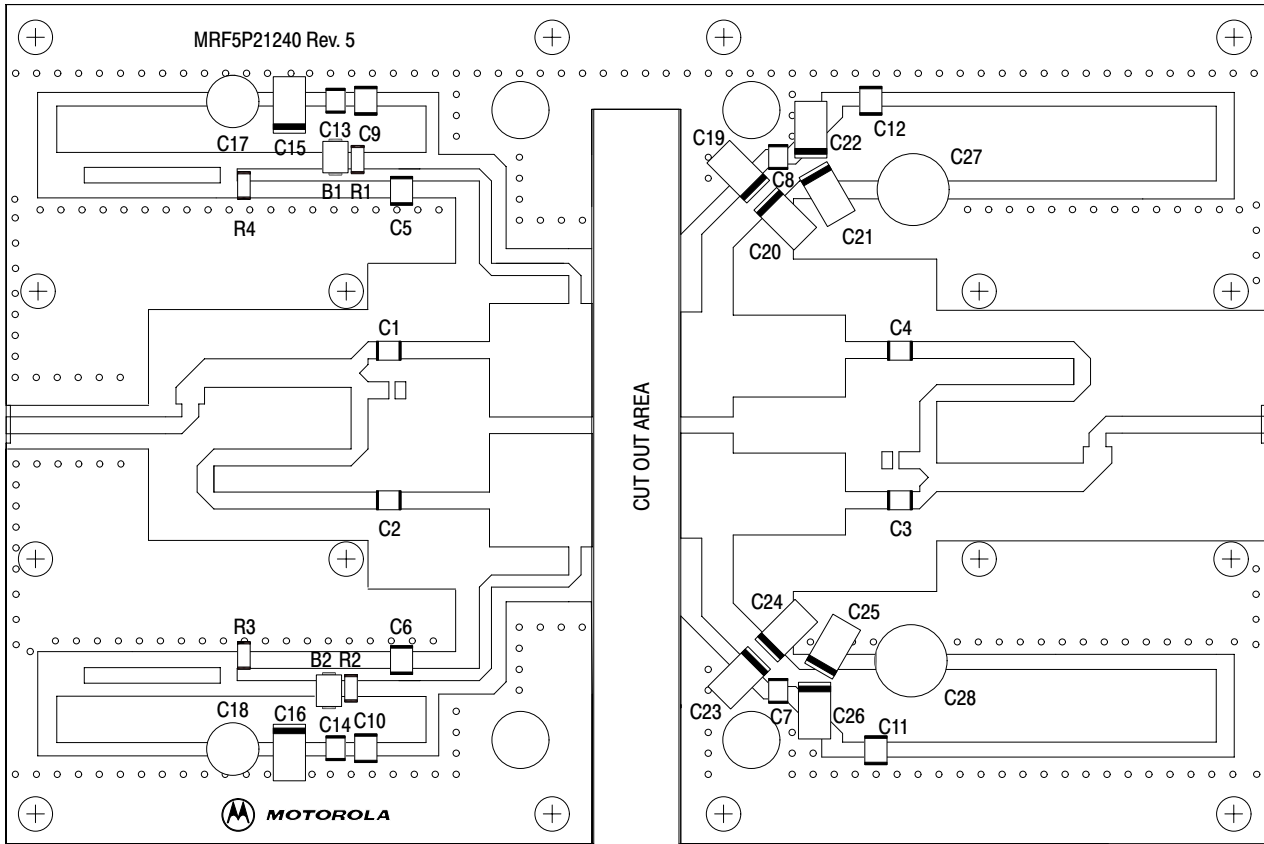 MRF5P21240 Rev. 5
C17
C15
C13
C9
B1
R1
R4
C5
C19
C8
C22
C12
C27
C20
C21
C1
C4
CUT OUT AREA
C2
C3
R3
B2
R2
C6
C18
C16
C14
C10
C24
C25
C23
C7
C26
C11
C28
MOTOROLA